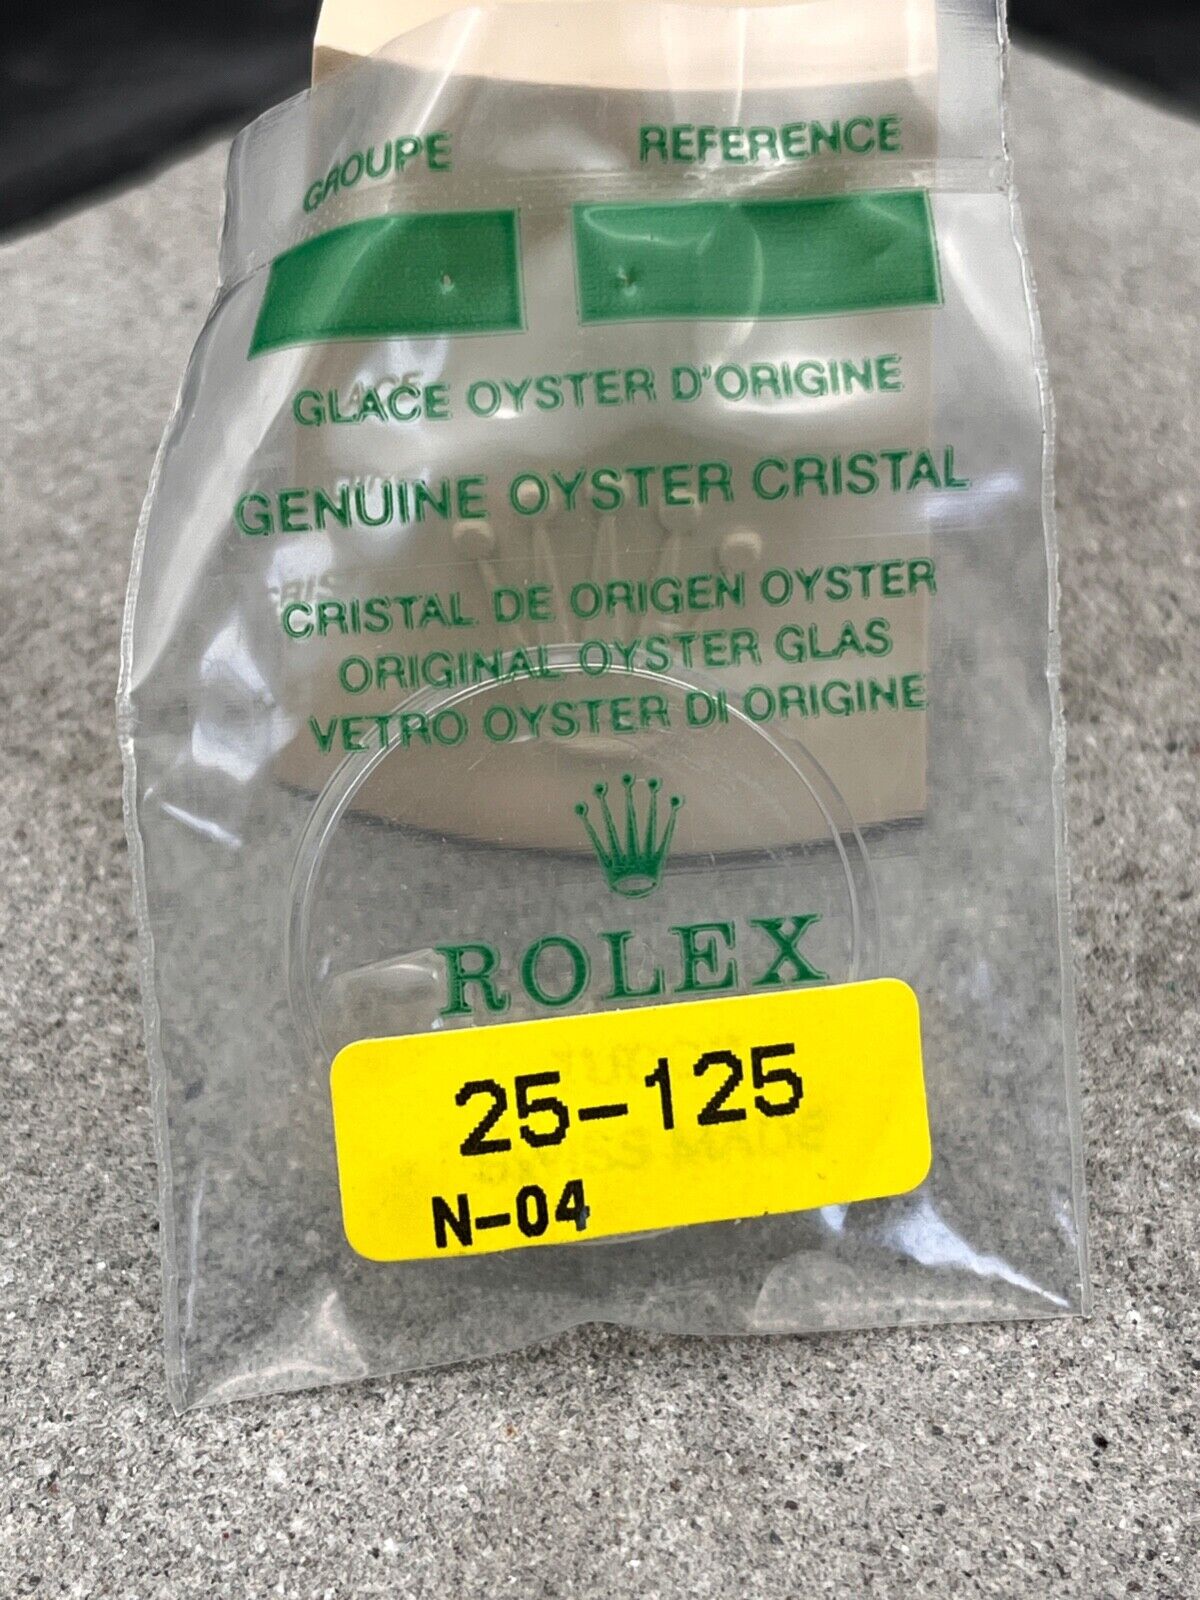 GROUPE REFERENCE
GLACE OYSTER D'ORIGINE
GENUINE OYSTER CRISTAL
CRISTAL DE ORIGEN OYSTER
ORIGINAL OYSTER GLAS
VETRO OYSTER DI ORIGINE
ROLEX
25-125
N-04